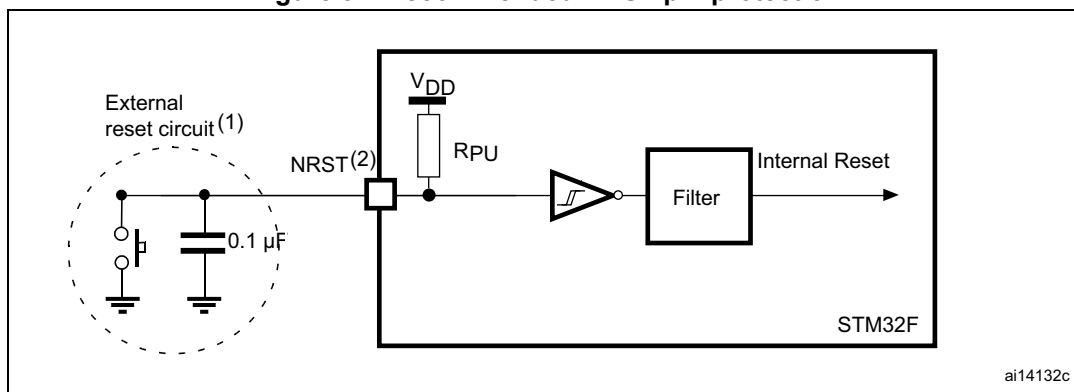 External
reset circuit(1)
VDD
RPU
NRST(2)
Internal Reset
Filter
0.1 μF
STM32F
ai14132c